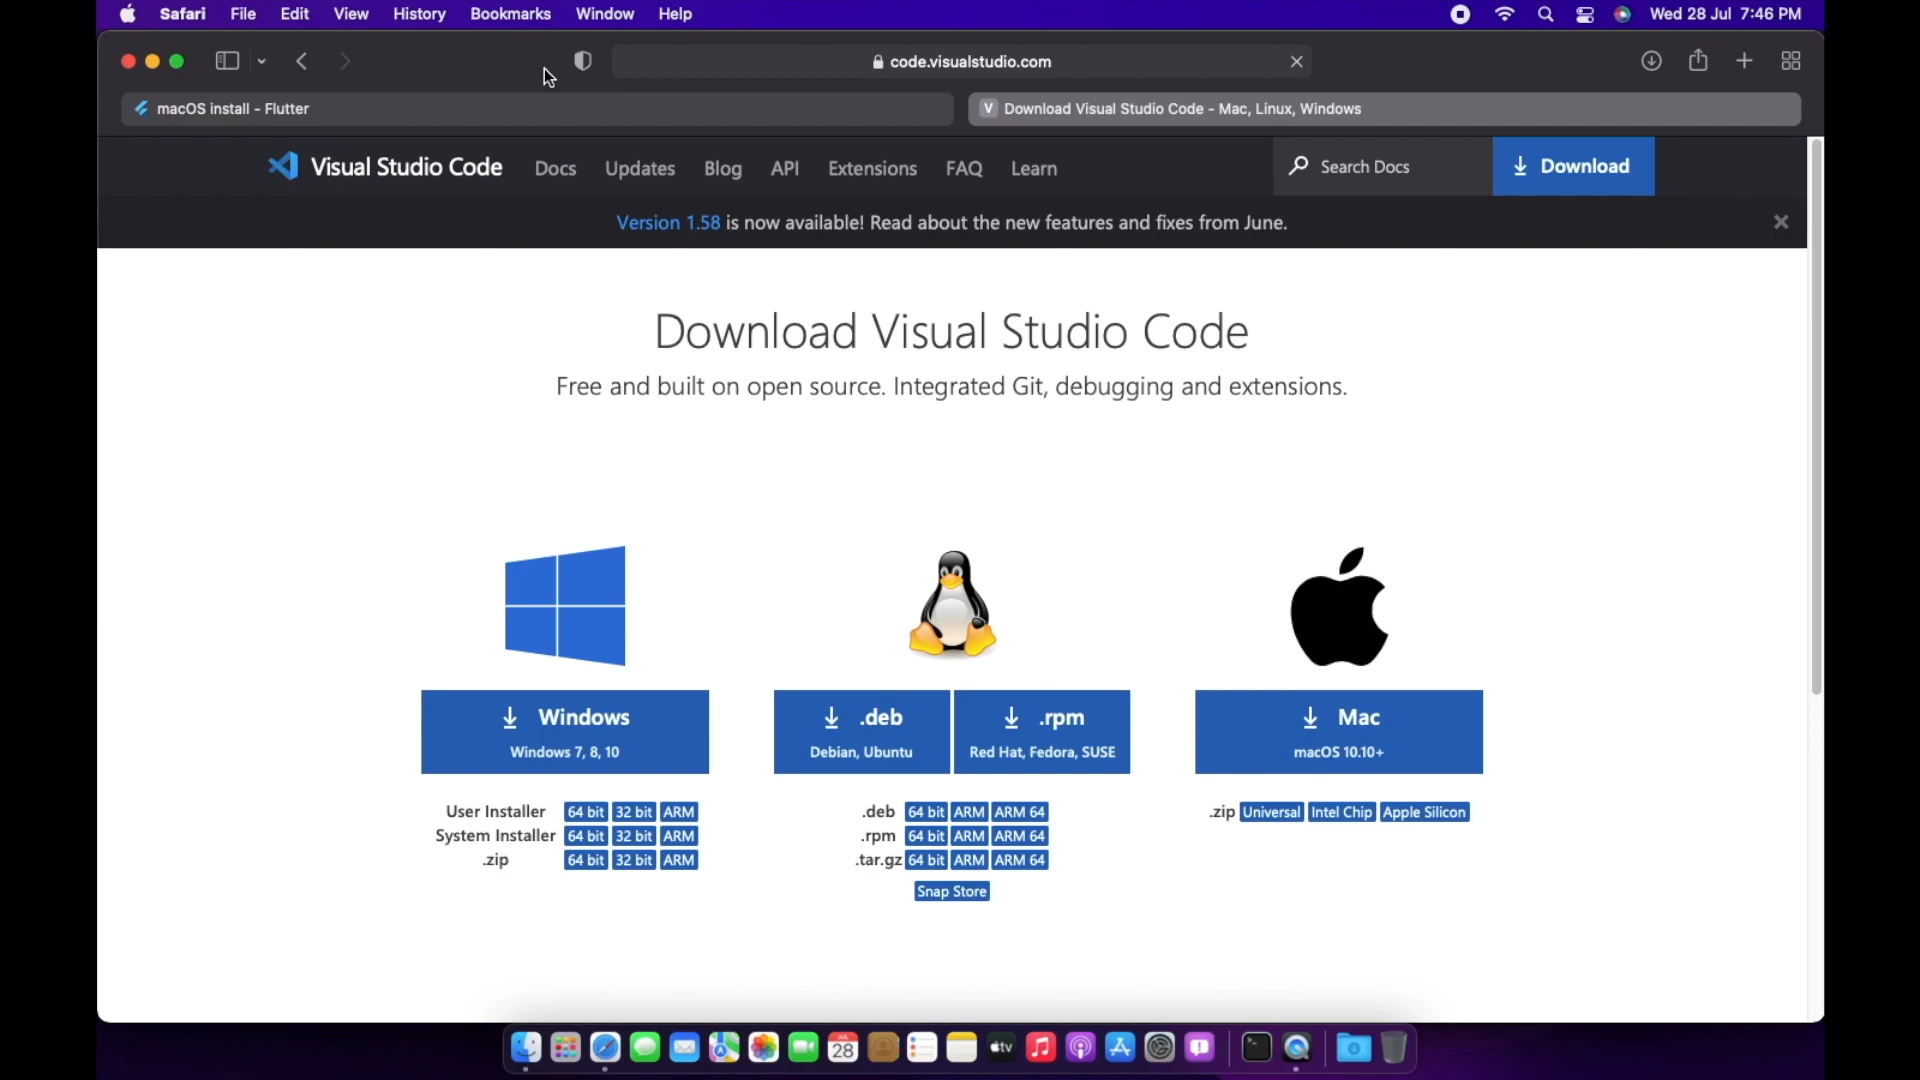 Safari File Edit View History Bookmarks Window Help Wed 28 Jul 7:46 PM
code.visualstudio.com
macOS install - Flutter
V Download Visual Studio Code - Mac, Linux, Windows
Visual Studio Code Docs Updates Blog API Extensions FAQ Learn Search Docs Download
Version 1.58 is now available! Read about the new features and fixes from June.
Download Visual Studio Code
Free and built on open source. Integrated Git, debugging and extensions.
Windows
Windows 7, 8, 10
User Installer 64 bit 32 bit ARM
System Installer 64 bit 32 bit ARM
.zip 64 bit 32 bit ARM
.deb
Debian, Ubuntu
.rpm
Red Hat, Fedora, SUSE
.deb 64 bit ARM ARM 64
.rpm 64 bit ARM ARM 64
.tar.gz 64 bit ARM ARM 64
Snap Store
Mac
macOS 10.10+
.zip Universal Intel Chip Apple Silicon
JUL
28
tv